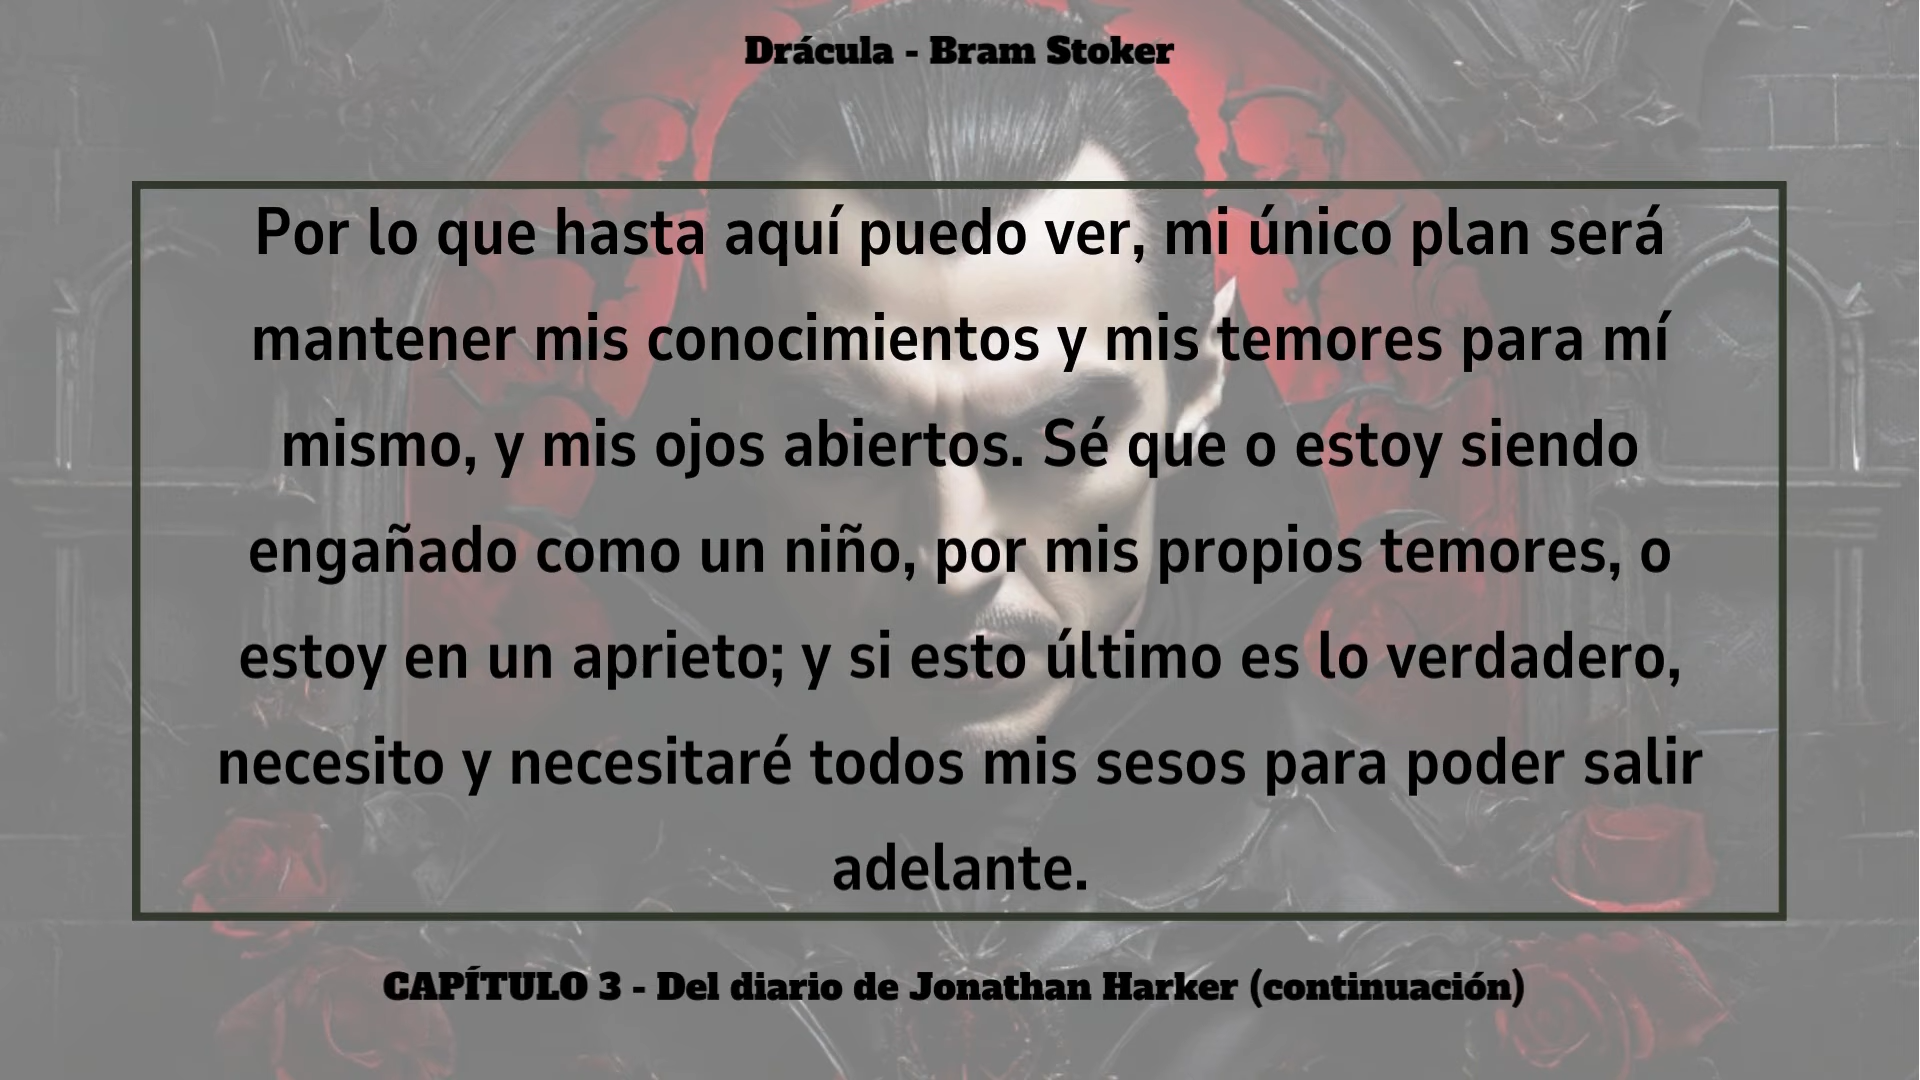 Drácula - Bram Stoker
Por lo que hasta aquí puedo ver, mi único plan será
mantener mis conocimientos y mis temores para mí
mismo, y mis ojos abiertos. Sé que o estoy siendo
engañado como un niño, por mis propios temores, o
estoy en un aprieto; y si esto último es lo verdadero,
necesito y necesitaré todos mis sesos para poder salir
adelante.
CAPÍTULO 3 - Del diario de Jonathan Harker (continuación)